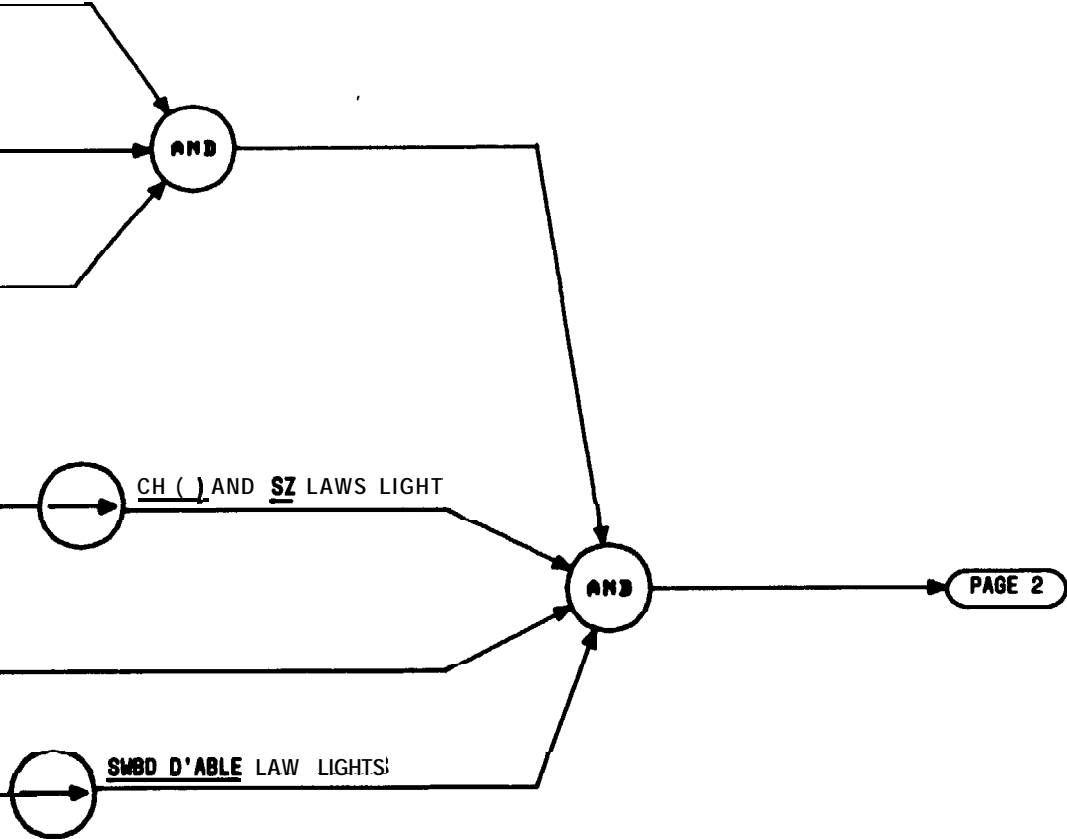 AND
CH ( ) AND SZ LAWS LIGHT
AND
PAGE 2
SWBD D'ABLE LAW LIGHTS